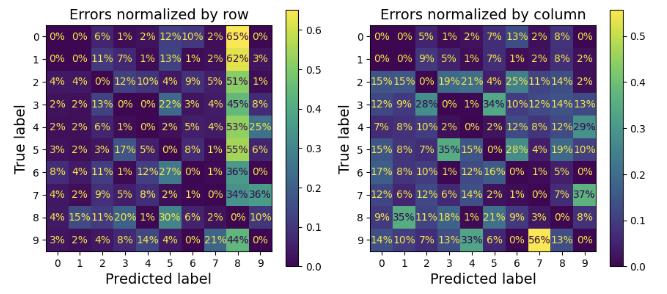 Errors normalized by row Errors normalized by column
0 0% 0% 6% 1% 2% 12% 10% 2% 65% 0% 0.6 0 0% 0% 5% 1% 2% 7% 13% 2% 8% 0%
1 0% 0% 11% 7% 1% 13% 1% 2% 62% 3% 1 0% 0% 9% 5% 1% 7% 1% 2% 8% 2% 0.5
2 4% 4% 0% 12% 10% 4% 9% 5% 51% 1% 0.5 2 15% 15% 0% 19% 21% 4% 25% 11% 14% 2%
3 2% 2% 13% 0% 0% 22% 3% 4% 45% 8% 0.4 3 12% 9% 28% 0% 1% 34% 10% 12% 14% 13% 0.4
True label 4 2% 2% 6% 1% 0% 2% 5% 4% 53% 25% True label 4 7% 8% 10% 2% 0% 2% 12% 8% 12% 29%
5 3% 2% 2% 17% 5% 0% 8% 1% 55% 6% 0.3 5 15% 8% 7% 35% 15% 0% 28% 4% 19% 10% 0.3
6 8% 4% 11% 1% 12% 27% 0% 1% 36% 0% 0.2 6 17% 8% 10% 1% 12% 16% 0% 1% 5% 0% 0.2
7 4% 2% 9% 5% 8% 2% 1% 0% 34% 36% 7 12% 6% 12% 6% 14% 2% 1% 0% 7% 37%
8 4% 15% 11% 20% 1% 30% 6% 2% 0% 10% 0.1 8 9% 35% 11% 18% 1% 21% 9% 3% 0% 8% 0.1
9 3% 2% 4% 8% 14% 4% 0% 21% 44% 0% 0.0 9 14% 10% 7% 13% 33% 6% 0% 56% 13% 0% 0.0
0 1 2 3 4 5 6 7 8 9 0 1 2 3 4 5 6 7 8 9
Predicted label Predicted label